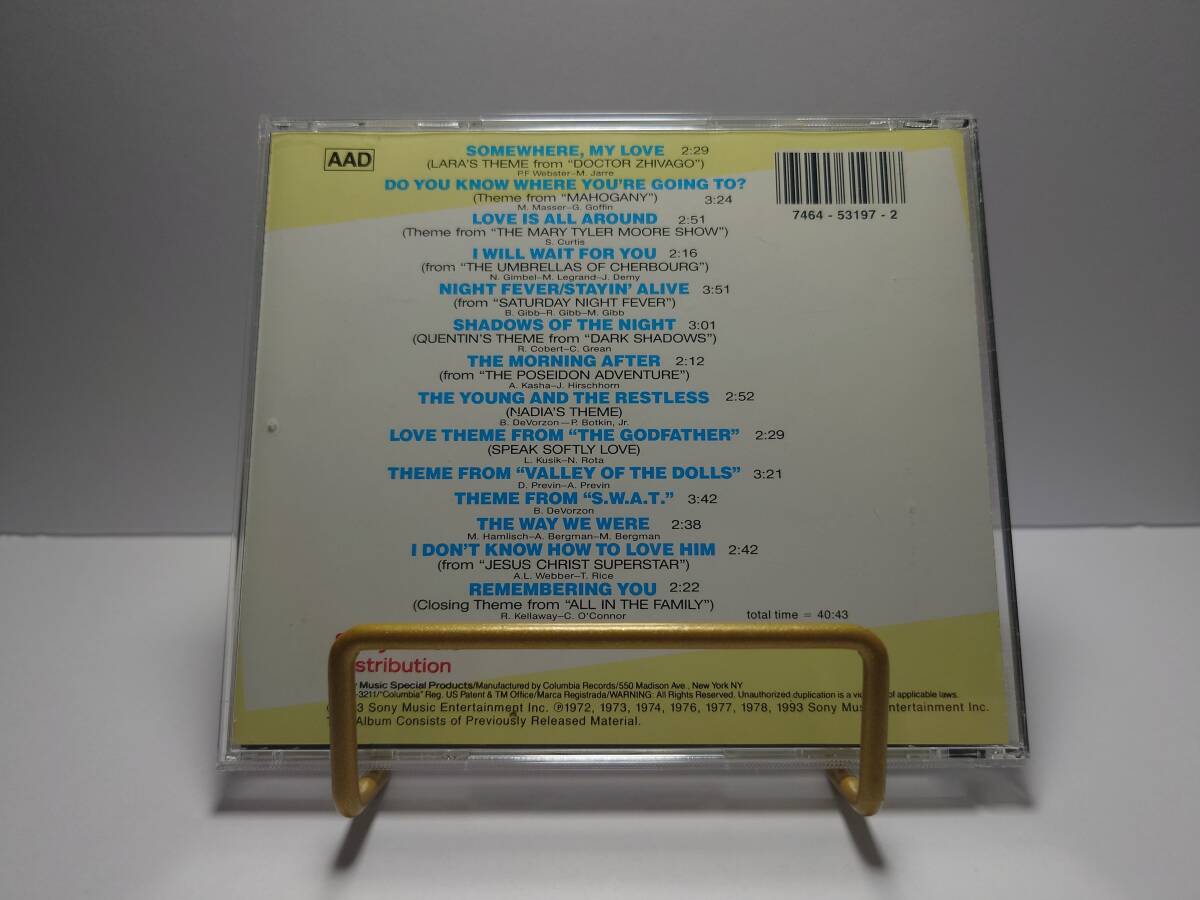 AAD
SOMEWHERE, MY LOVE 2:29
(LARA'S THEME from "DOCTOR ZHIVAGO")
P.F Webster-M. Jarre
DO YOU KNOW WHERE YOU'RE GOING TO?
(Theme from "MAHOGANY") 3:24
M. Masser-G. Goffin
LOVE IS ALL AROUND 2:51
(Theme from "THE MARY TYLER MOORE SHOW")
S. Curtis
I WILL WAIT FOR YOU 2:16
(from "THE UMBRELLAS OF CHERBOURG")
N. Gimbel-M. Legrand-J. Demy
NIGHT FEVER/STAYIN' ALIVE 3:51
(from "SATURDAY NIGHT FEVER")
B. Gibb-R. Gibb-M. Gibb
SHADOWS OF THE NIGHT 3:01
(QUENTIN'S THEME from "DARK SHADOWS")
R. Cobert-C. Grean
THE MORNING AFTER 2:12
(from "THE POSEIDON ADVENTURE")
A. Kasha-J. Hirschhorn
THE YOUNG AND THE RESTLESS 2:52
(NADIA'S THEME)
B. DeVorzon-P. Botkin, Jr.
LOVE THEME FROM "THE GODFATHER" 2:29
(SPEAK SOFTLY LOVE)
L. Kusik-N. Rota
THEME FROM "VALLEY OF THE DOLLS" 3:21
D. Previn-A. Previn
THEME FROM "S.W.A.T." 3:42
B. DeVorzon
THE WAY WE WERE 2:38
M. Hamlisch-A. Bergman-M. Bergman
I DON'T KNOW HOW TO LOVE HIM 2:42
(from "JESUS CHRIST SUPERSTAR")
A.L. Webber-T. Rice
REMEMBERING YOU 2:22
(Closing Theme from "ALL IN THE FAMILY")
R. Kellaway-C. O'Connor
total time = 40:43
7464 - 53197 - 2
stribution
Music Special Products/Manufactured by Columbia Records/550 Madison Ave., New York NY
-3211/"Columbia" Reg. US Patent & TM Office/Marca Registrada/WARNING: All Rights Reserved. Unauthorized duplication is a of applicable laws.
3 Sony Music Entertainment Inc. ℗1972, 1973, 1974, 1976, 1977, 1978, 1993 Sony Music Entertainment Inc.
Album Consists of Previously Released Material.